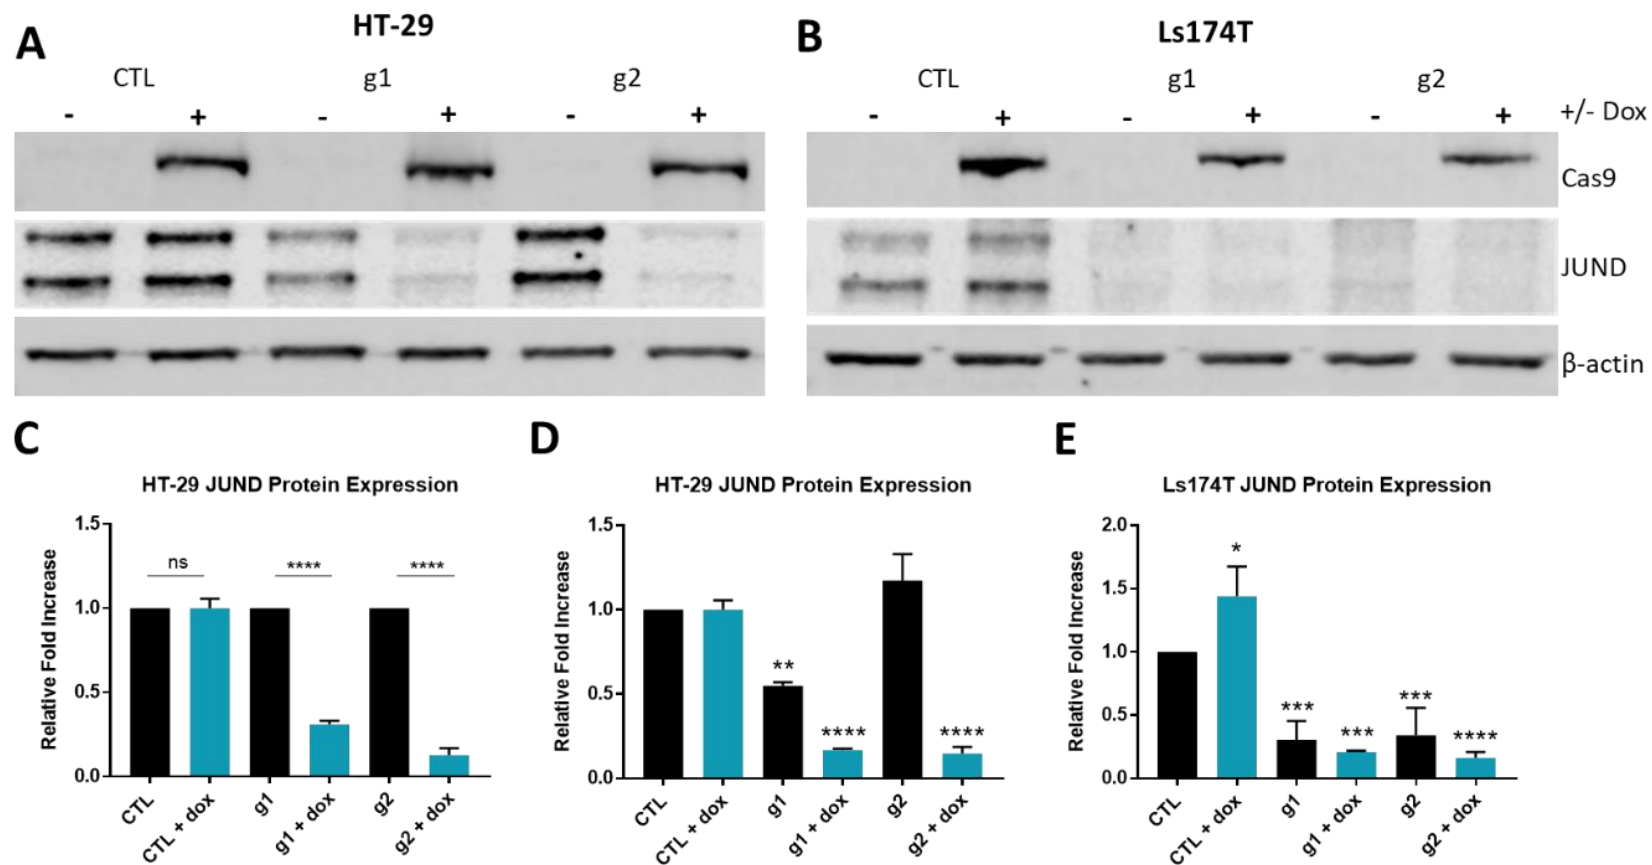 A
HT-29
CTL g1 g2
- + - + - +
B
Ls174T
CTL g1 g2
- + - + - + +/- Dox
Cas9
JUND
β-actin
C
HT-29 JUND Protein Expression
Relative Fold Increase
1.5
1.0
0.5
0.0
ns
****
****
CTL
CTL + dox
g1
g1 + dox
g2
g2 + dox
D
HT-29 JUND Protein Expression
Relative Fold Increase
1.5
1.0
0.5
0.0
**
****
****
CTL
CTL + dox
g1
g1 + dox
g2
g2 + dox
E
Ls174T JUND Protein Expression
Relative Fold Increase
2.0
1.5
1.0
0.5
0.0
*
***
***
***
****
CTL
CTL + dox
g1
g1 + dox
g2
g2 + dox